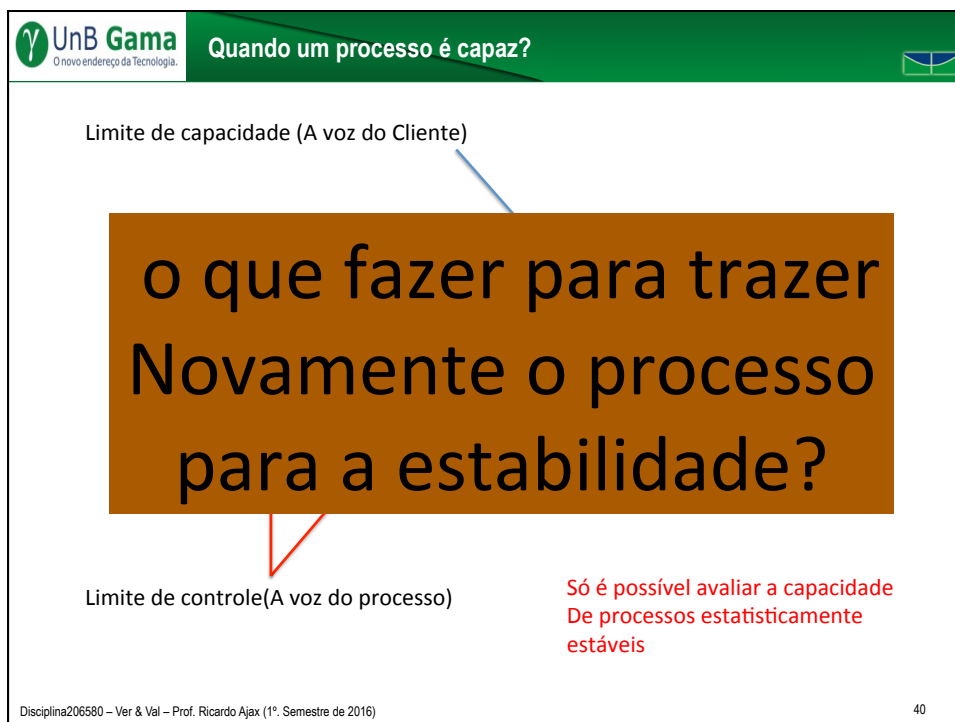 γ UnB Gama
O novo endereço da Tecnologia.
Quando um processo é capaz?
Limite de capacidade (A voz do Cliente)
o que fazer para trazer
Novamente o processo
para a estabilidade?
Limite de controle(A voz do processo)
Só é possível avaliar a capacidade
De processos estatisticamente
estáveis
Disciplina206580 – Ver & Val – Prof. Ricardo Ajax (1º. Semestre de 2016)
40